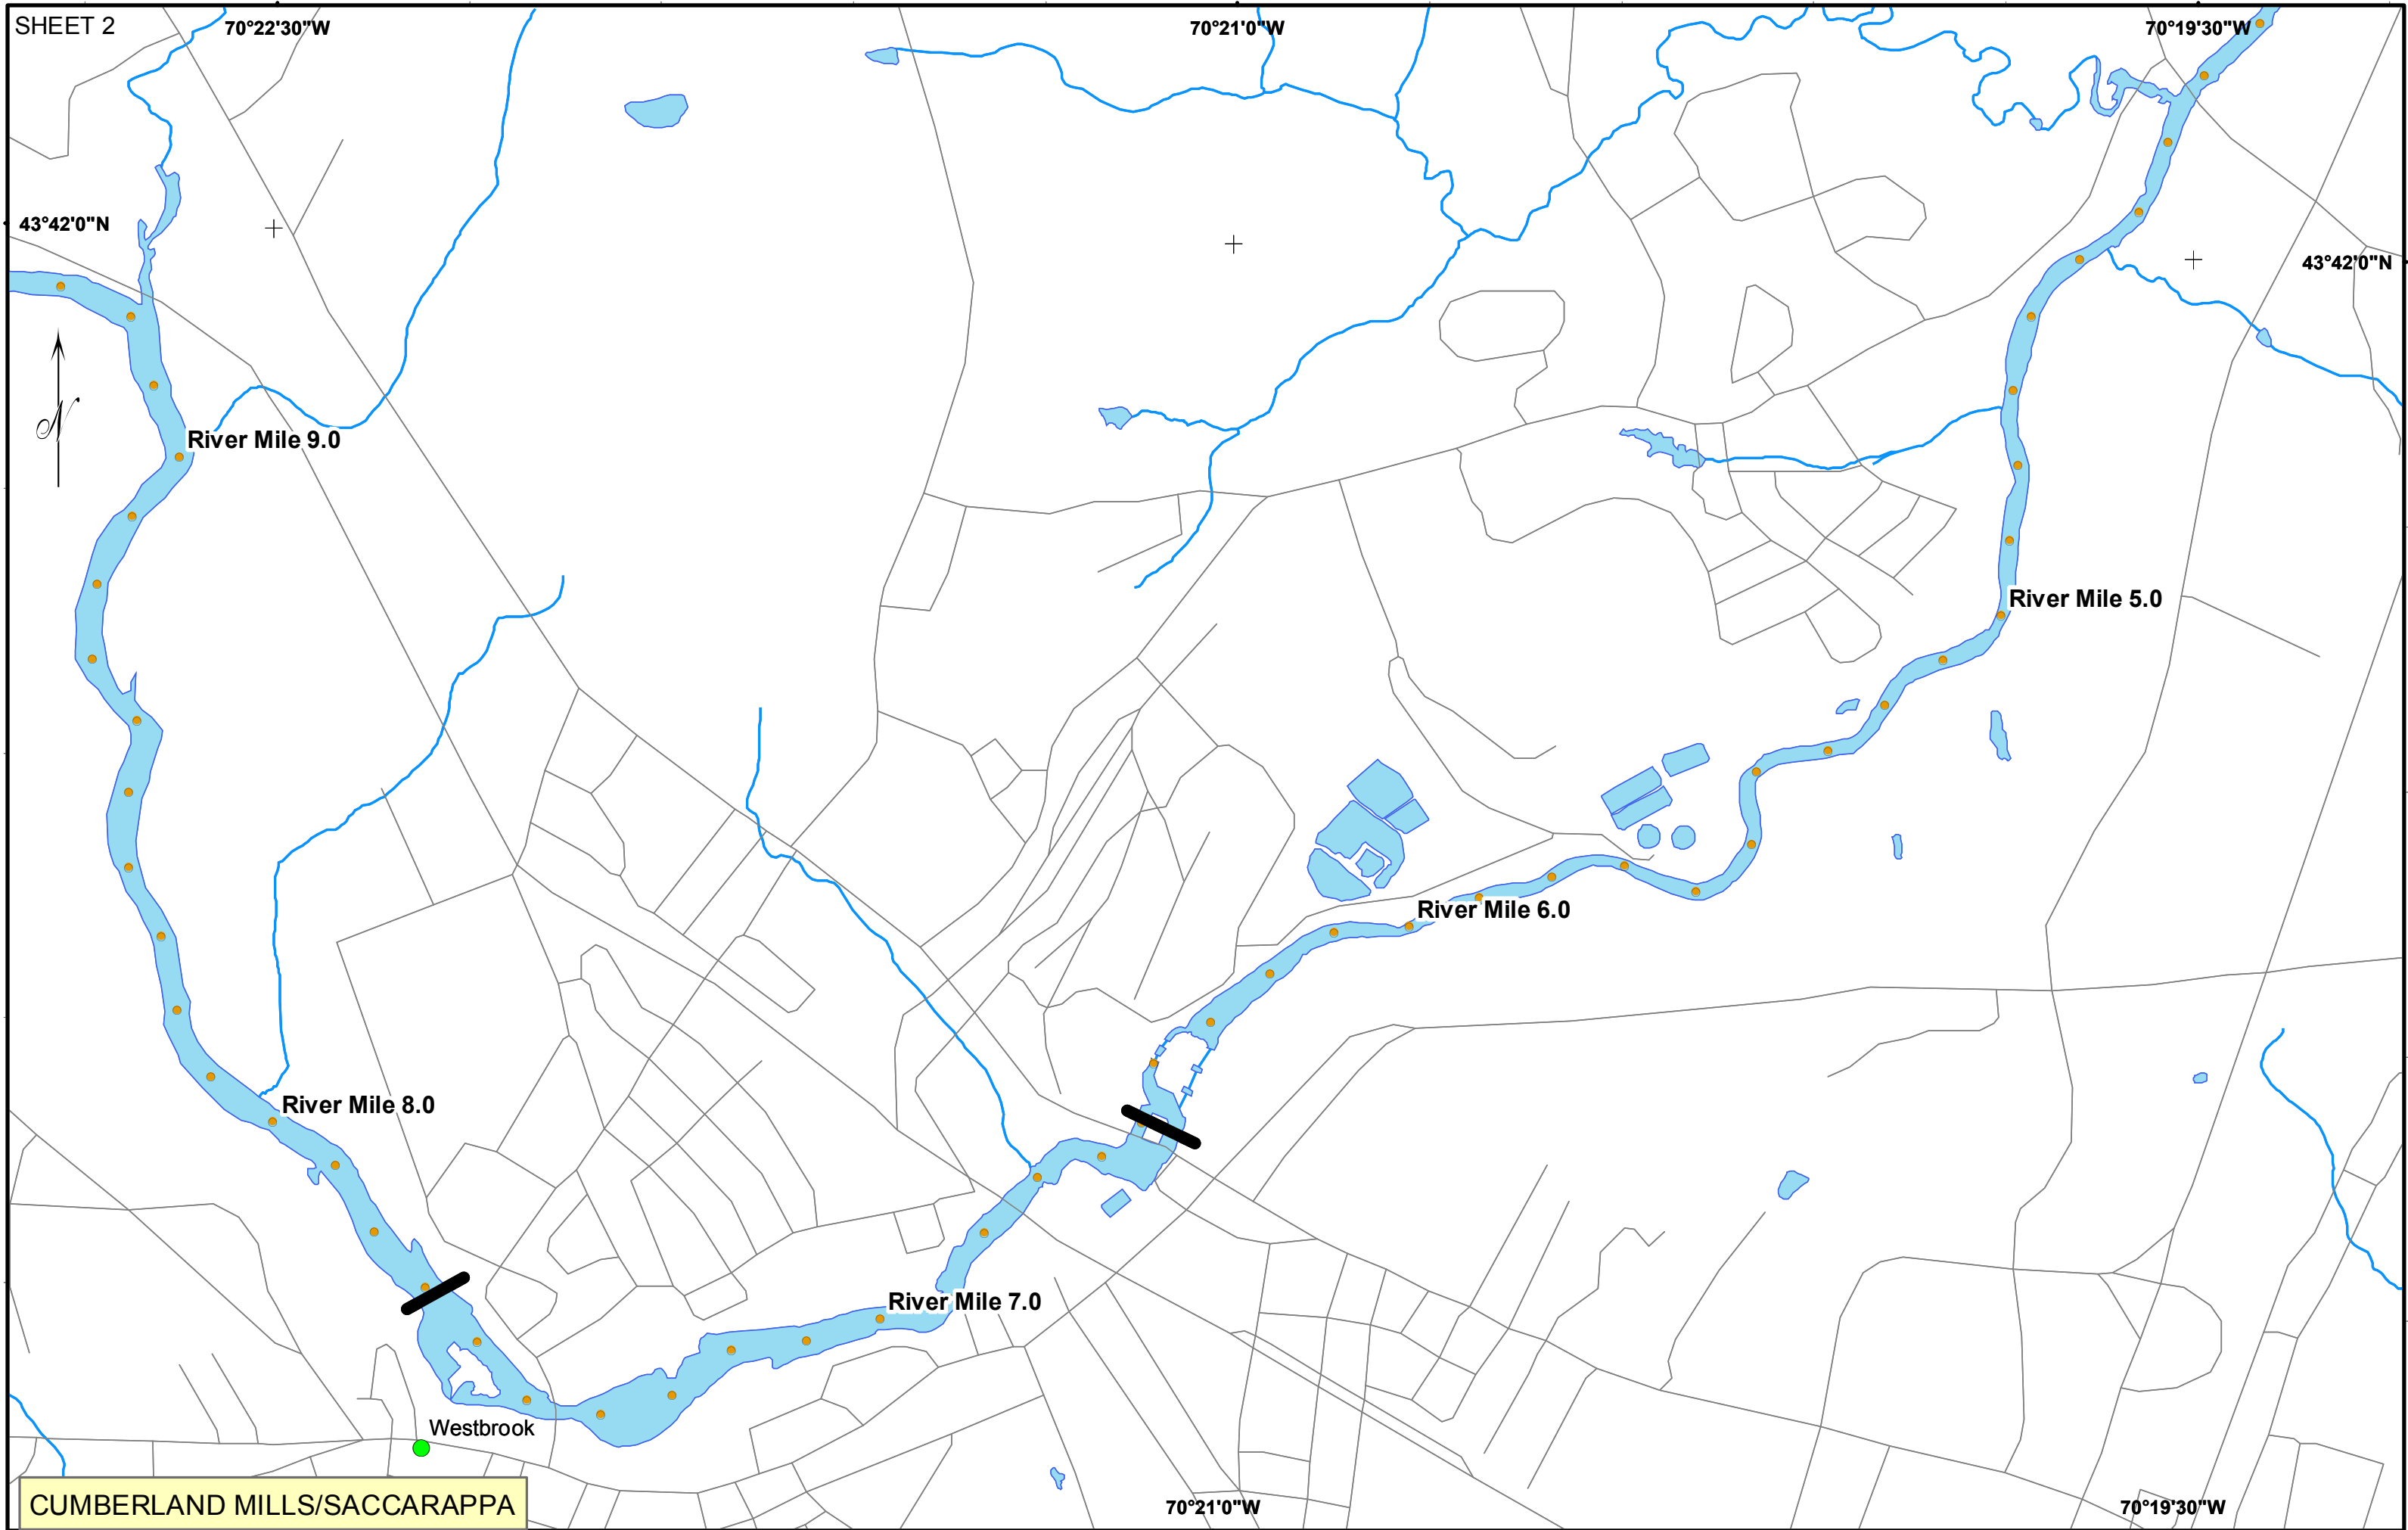 SHEET 2
70°22'30"W
70°21'0"W
70°19'30"W
43°42'0"N
43°42'0"N
N
River Mile 9.0
River Mile 5.0
River Mile 6.0
River Mile 8.0
River Mile 7.0
Westbrook
CUMBERLAND MILLS/SACCARAPPA
70°21'0"W
70°19'30"W